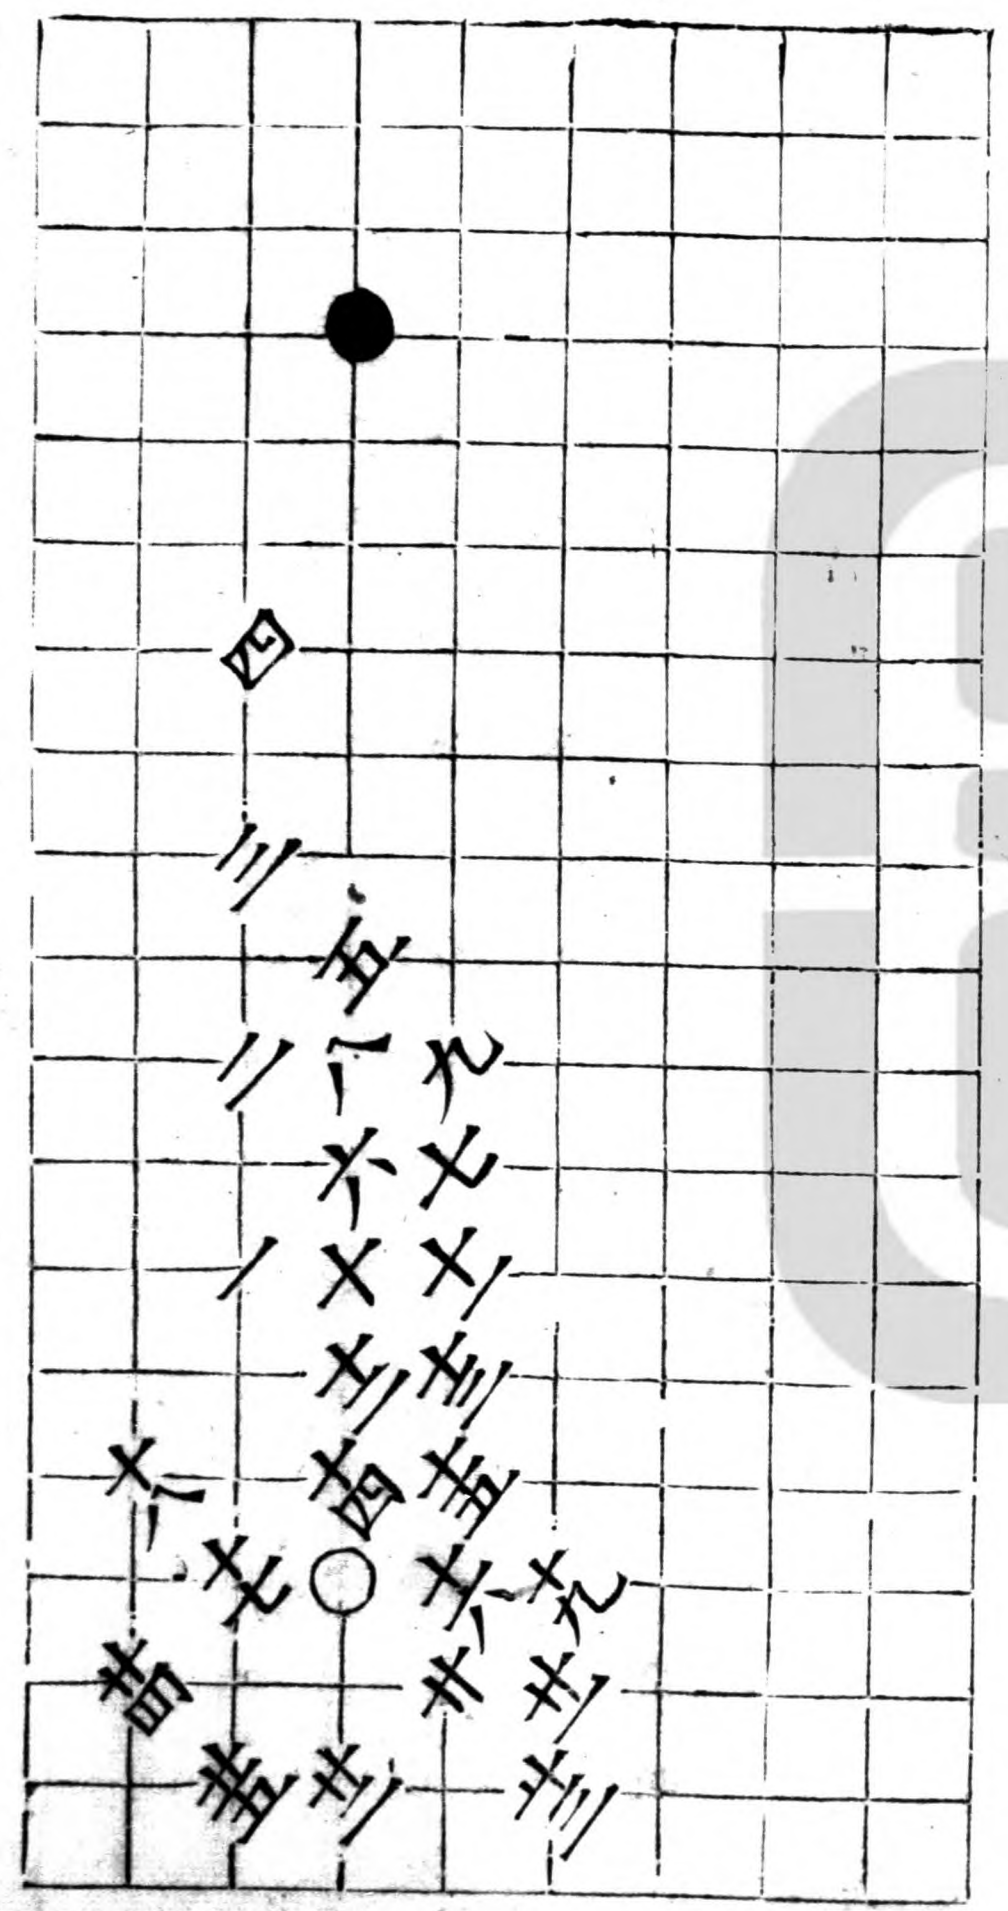 四
三
五
二 八 九
六 七
一 十 十一
十二 十三
十八 十四 十五
十七 十六 十九
廿四 廿 廿一
廿五 廿二 廿三